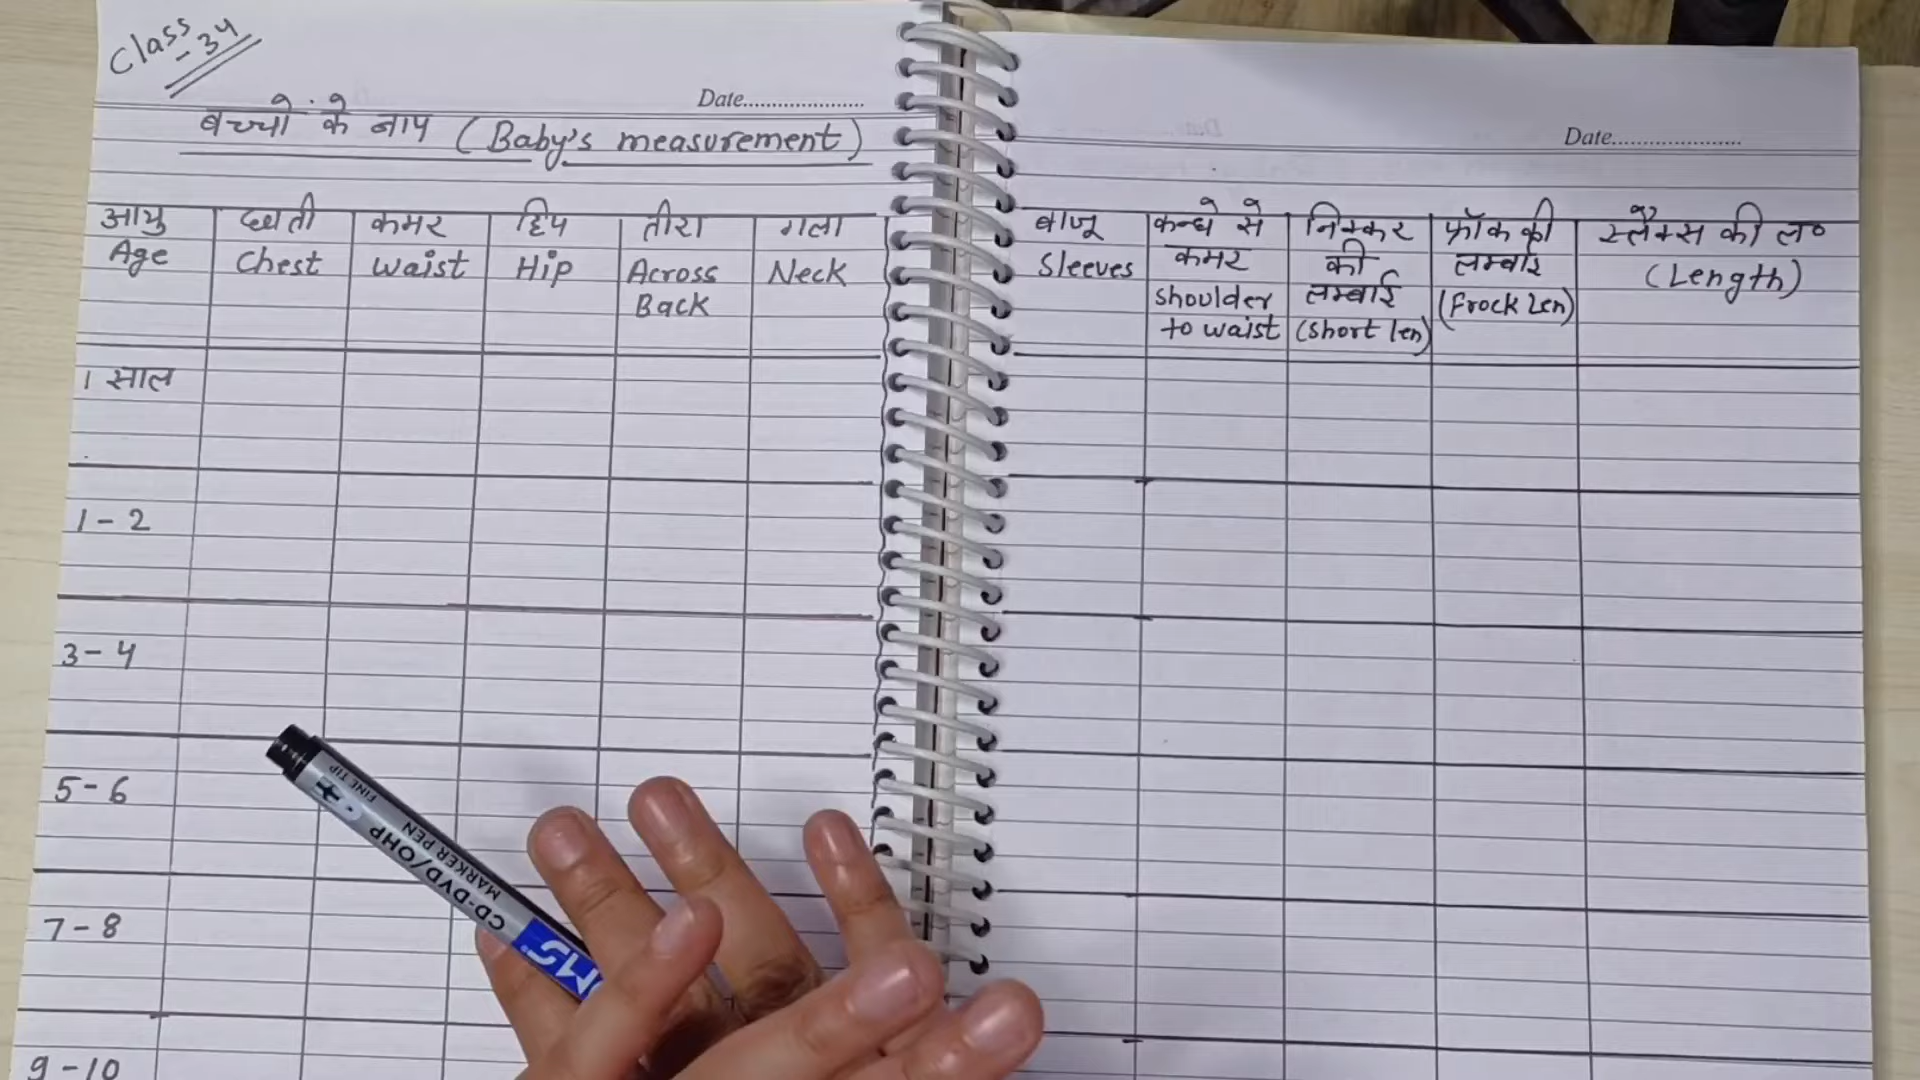 Class - 34
Date.....................
बच्चों के नाप (Baby's measurement)
आयु छाती कमर हिप तीरा गला
Age Chest waist Hip Across Back Neck
1 साल
1 - 2
3 - 4
5 - 6
7 - 8
9 - 10
Date.....................
बाजू कन्धे से कमर निक्कर की लम्बाई फ्रॉक की लम्बाई स्लैक्स की ल०
Sleeves shoulder to waist (short len) (Frock Len) (Length)
FINE TIP
CD-DVD/OHP
MARKER PEN